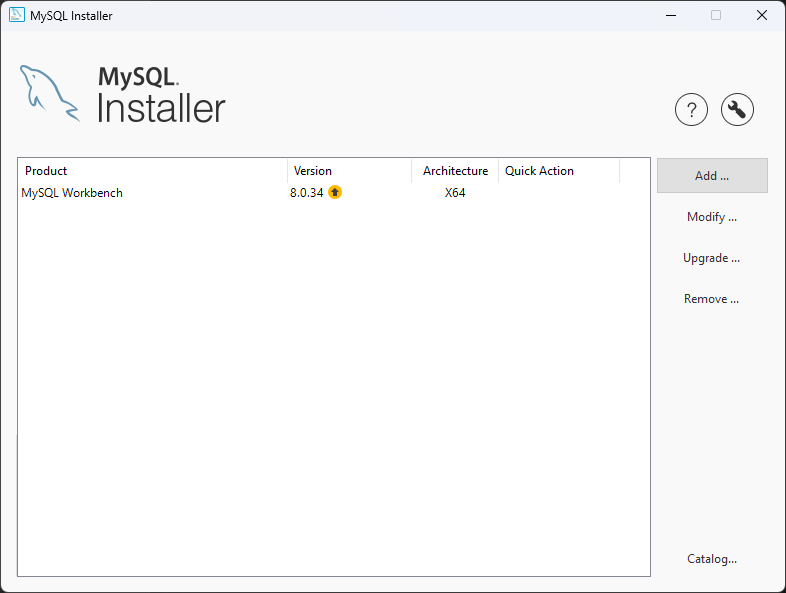 MySQL Installer
MySQL.
Installer
?
Product Version Architecture Quick Action
MySQL Workbench 8.0.34 X64
Add ...
Modify ...
Upgrade ...
Remove ...
Catalog...